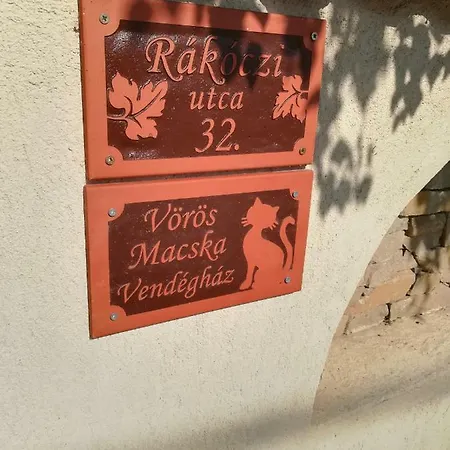 Rákóczi
utca
32.
Vörös
Macska
Vendégház